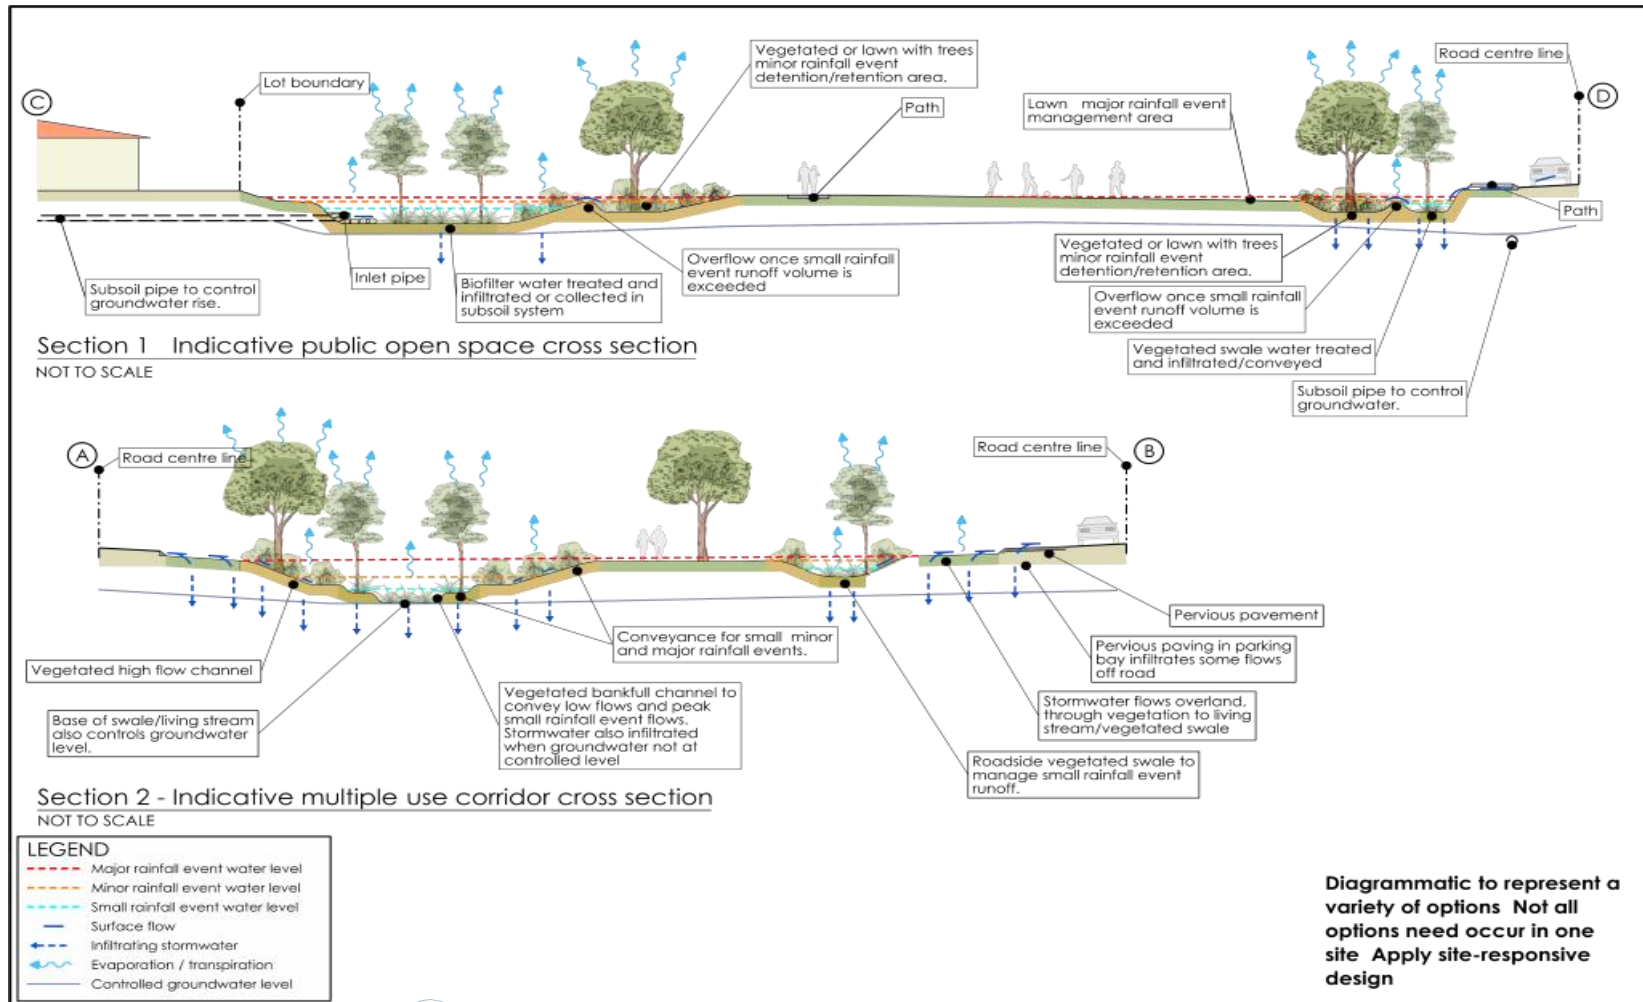 Vegetated or lawn with trees
minor rainfall event
detention/retention area.
Road centre line
Lot boundary
C
D
Path
Lawn major rainfall event
management area
Path
Subsoil pipe to control
groundwater rise.
Inlet pipe
Biofilter water treated and
infiltrated or collected in
subsoil system
Overflow once small rainfall
event runoff volume is
exceeded
Vegetated or lawn with trees
minor rainfall event
detention/retention area.
Overflow once small rainfall
event runoff volume is
exceeded
Vegetated swale water treated
and infiltrated/conveyed
Subsoil pipe to control
groundwater.
Section 1 Indicative public open space cross section
NOT TO SCALE
A
Road centre line
Road centre line
B
Vegetated high flow channel
Base of swale/living stream
also controls groundwater
level.
Conveyance for small minor
and major rainfall events.
Vegetated bankfull channel to
convey low flows and peak
small rainfall event flows.
Stormwater also infiltrated
when groundwater not at
controlled level
Pervious pavement
Pervious paving in parking
bay infiltrates some flows
off road
Stormwater flows overland,
through vegetation to living
stream/vegetated swale
Roadside vegetated swale to
manage small rainfall event
runoff.
Section 2 - Indicative multiple use corridor cross section
NOT TO SCALE
LEGEND
Major rainfall event water level
Minor rainfall event water level
Small rainfall event water level
Surface flow
Infiltrating stormwater
Evaporation / transpiration
Controlled groundwater level
Diagrammatic to represent a
variety of options Not all
options need occur in one
site Apply site-responsive
design